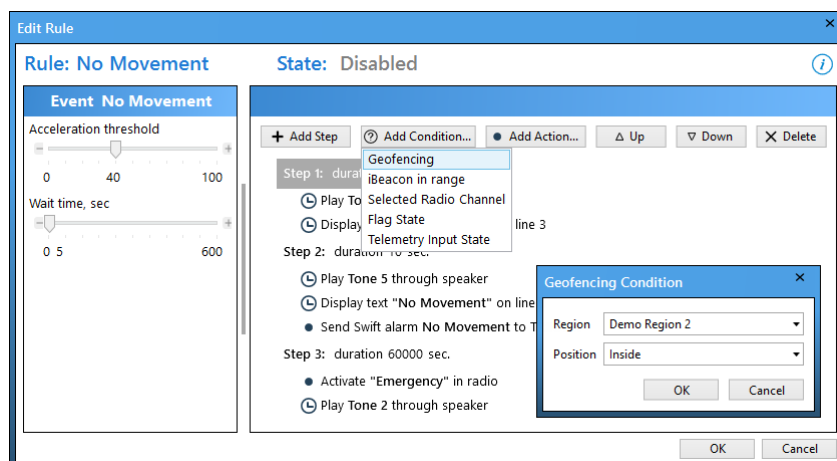 Edit Rule
Rule: No Movement
State: Disabled
Event No Movement
Acceleration threshold
0 40 100
Wait time, sec
0 5 600
Add Step
Add Condition...
Add Action...
Up
Down
Delete
Geofencing
iBeacon in range
Selected Radio Channel
Flag State
Telemetry Input State
Step 1:
Play
Display line 3
Step 2: duration 10 sec.
Play Tone 5 through speaker
Display text "No Movement" on line
Send Swift alarm No Movement to
Step 3: duration 60000 sec.
Activate "Emergency" in radio
Play Tone 2 through speaker
Geofencing Condition
Region Demo Region 2
Position Inside
OK Cancel
OK Cancel